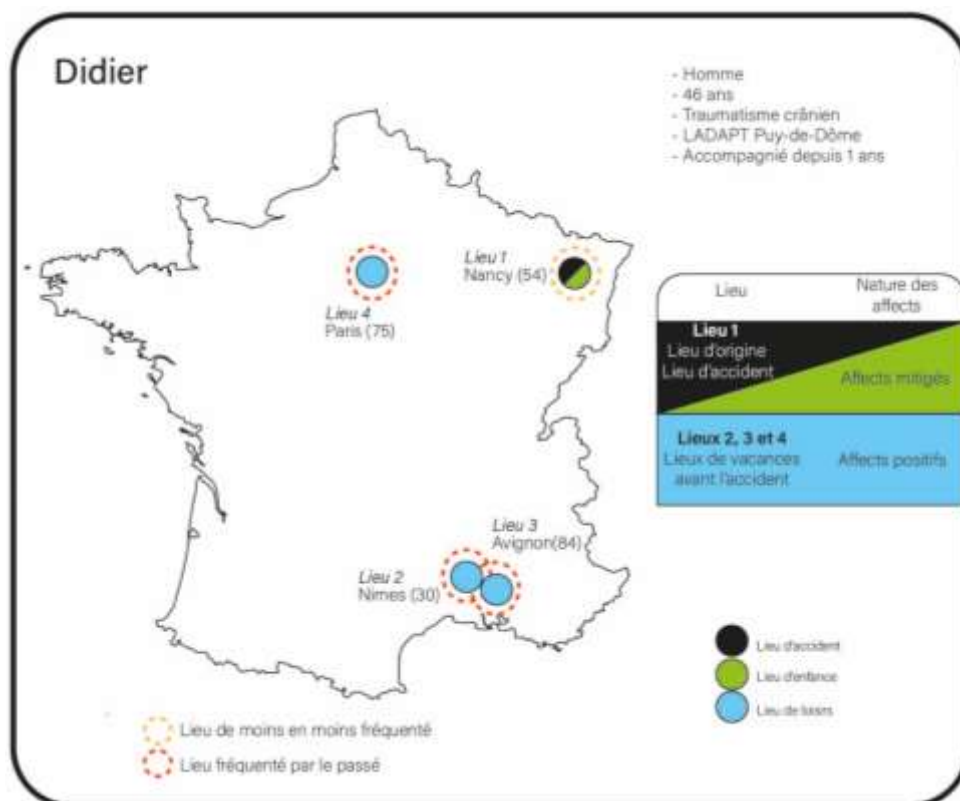 Didier
- Homme
- 46 ans
- Traumatisme crânien
- LADAPT Puy-de-Dôme
- Accompagnié depuis 1 ans
Lieu 1
Nancy (54)
Lieu 4
Paris (75)
Lieu
Nature des
affects
Lieu 1
Lieu d'origine
Lieu d'accident
Affects mitigés
Lieux 2, 3 et 4
Lieux de vacances
avant l'accident
Affects positifs
Lieu 3
Avignon(84)
Lieu 2
Nimes (30)
Lieu d'accident
Lieu d'enfance
Lieu de loisirs
Lieu de moins en moins fréquenté
Lieu fréquenté par le passé